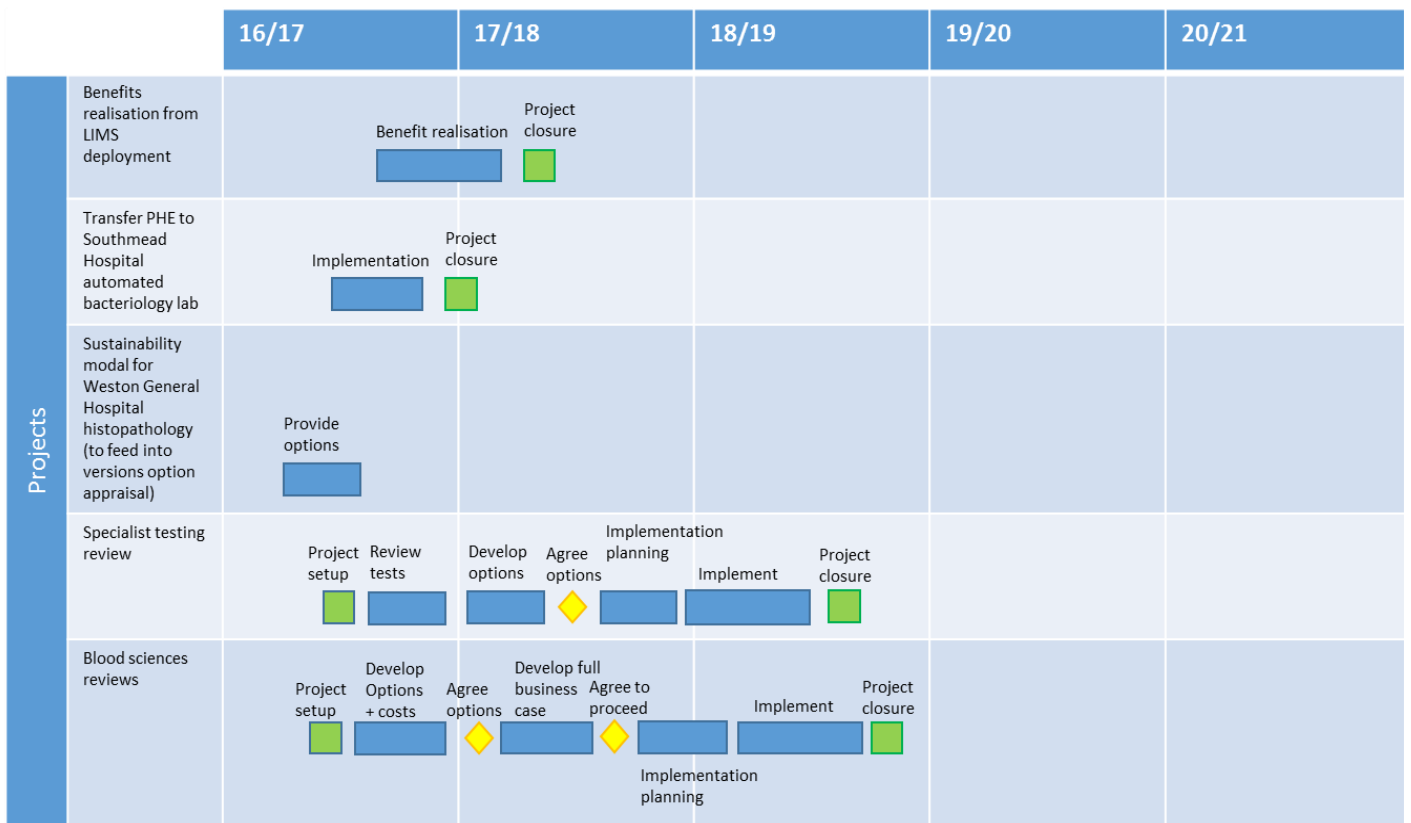 16/17
17/18
18/19
19/20
20/21
Projects
Benefits
realisation from
LIMS
deployment
Benefit realisation
Project
closure
Transfer PHE to
Southmead
Hospital
automated
bacteriology lab
Implementation
Project
closure
Sustainability
modal for
Weston General
Hospital
histopathology
(to feed into
versions option
appraisal)
Provide
options
Specialist testing
review
Project
setup
Review
tests
Develop
options
Agree
options
Implementation
planning
Implement
Project
closure
Blood sciences
reviews
Project
setup
Develop
Options
+ costs
Agree
options
Develop full
business
case
Agree to
proceed
Implementation
planning
Implement
Project
closure